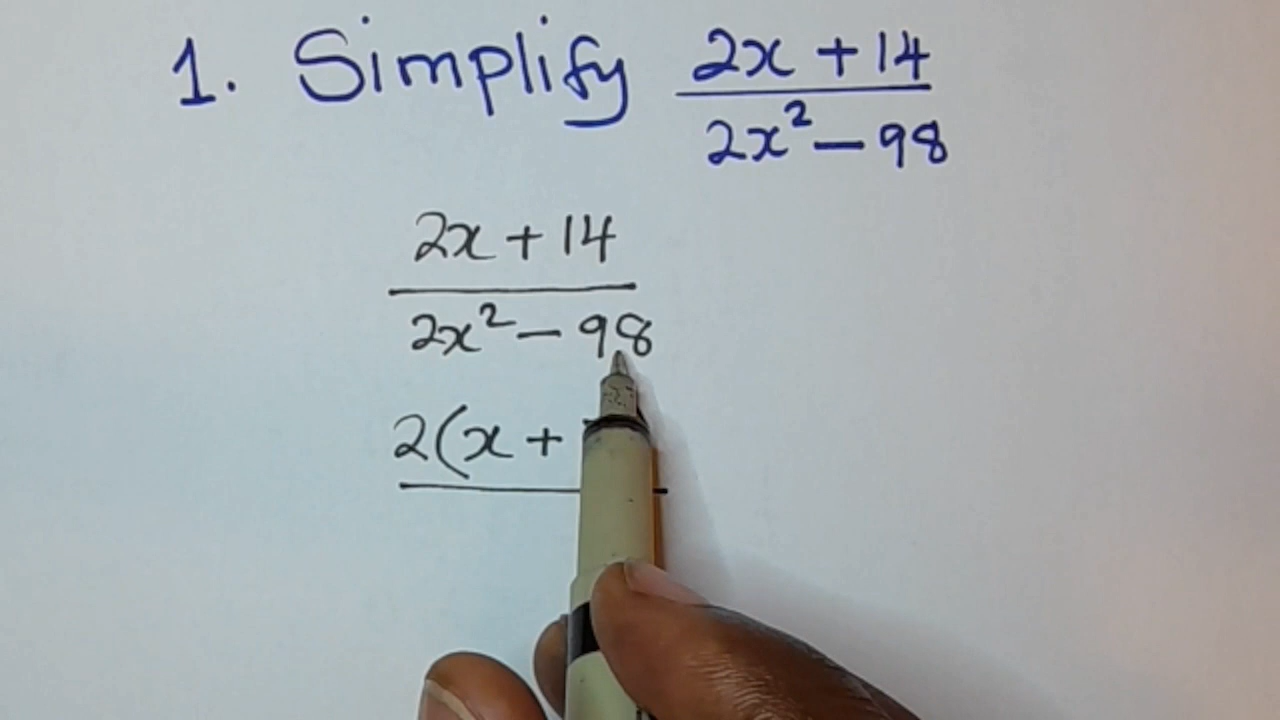 1. Simplify 2x + 14
2x² – 98
2x + 14
2x² – 98
2(x +